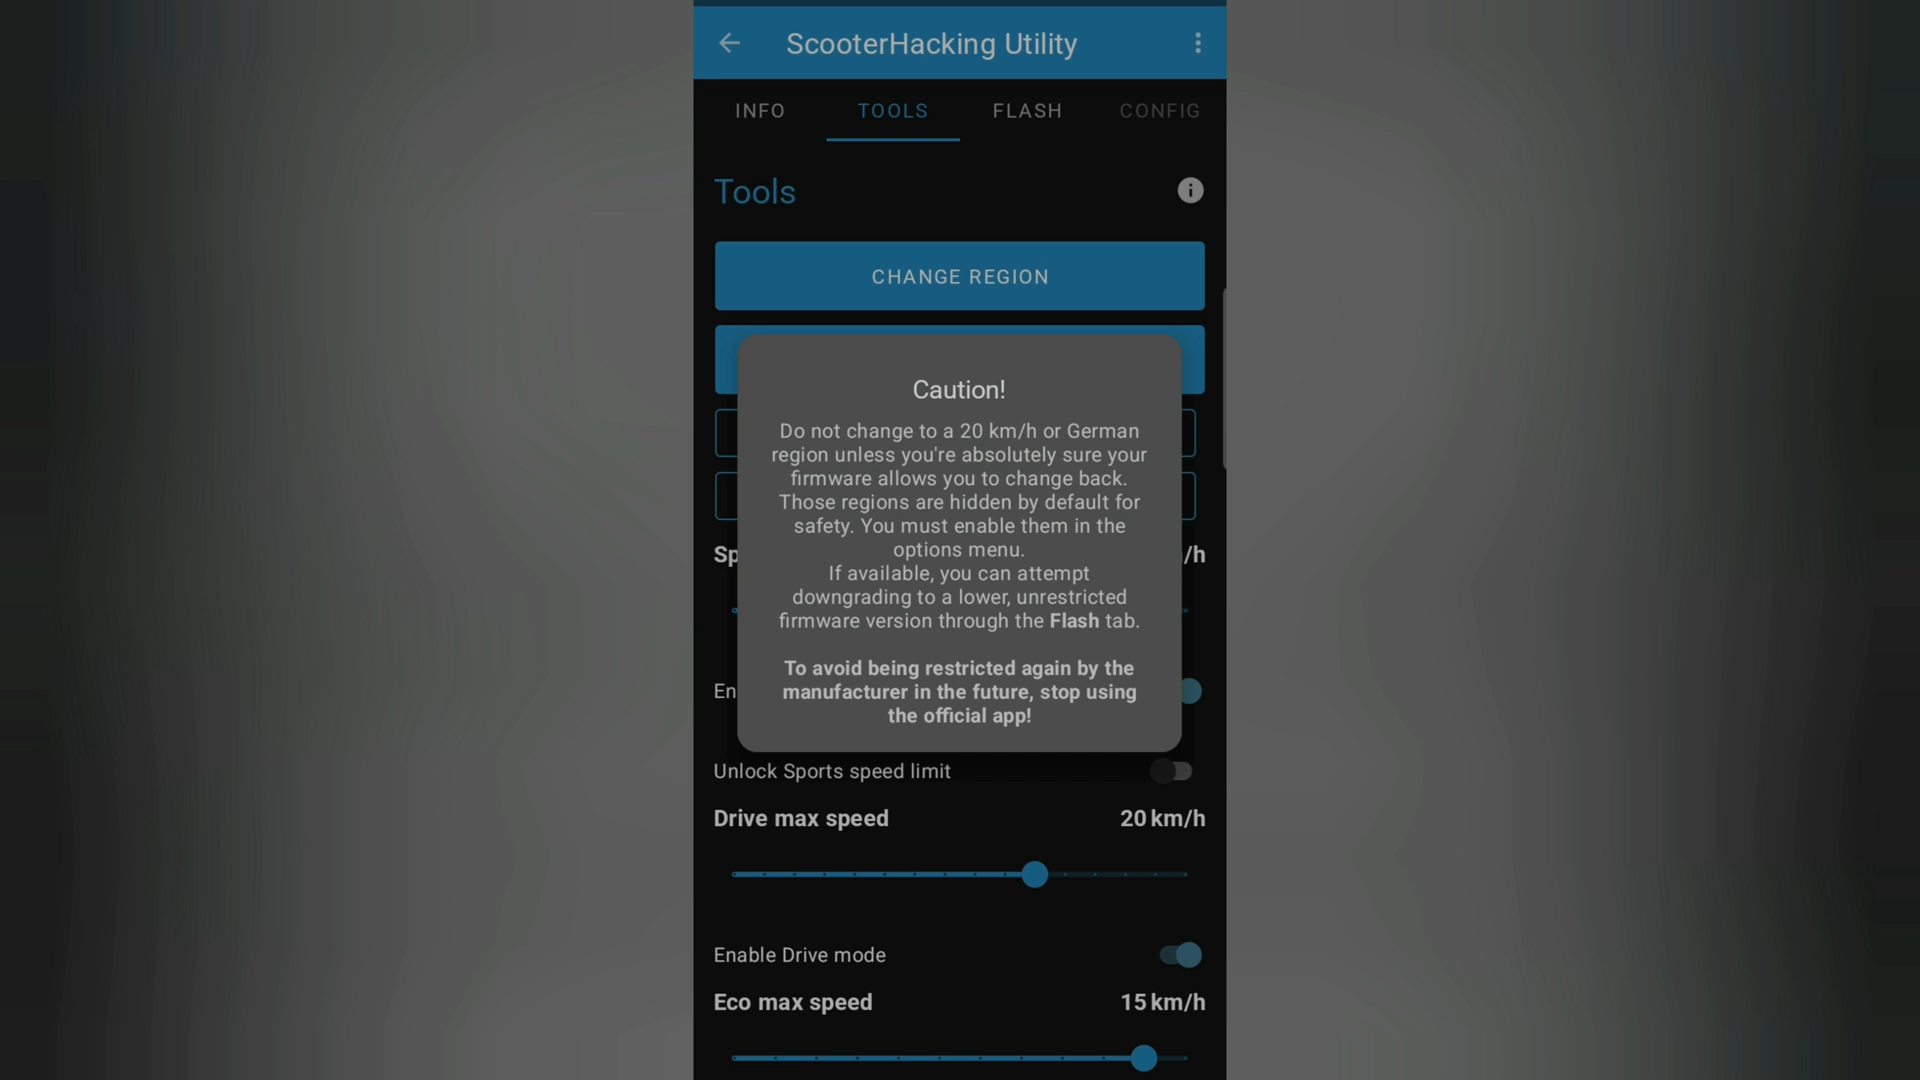 ScooterHacking Utility
INFO TOOLS FLASH CONFIG
Tools
CHANGE REGION
Caution!
Do not change to a 20 km/h or German
region unless you're absolutely sure your
firmware allows you to change back.
Those regions are hidden by default for
safety. You must enable them in the
options menu.
If available, you can attempt
downgrading to a lower, unrestricted
firmware version through the Flash tab.
To avoid being restricted again by the
manufacturer in the future, stop using
the official app!
Sp /h
En
Unlock Sports speed limit
Drive max speed 20 km/h
Enable Drive mode
Eco max speed 15 km/h